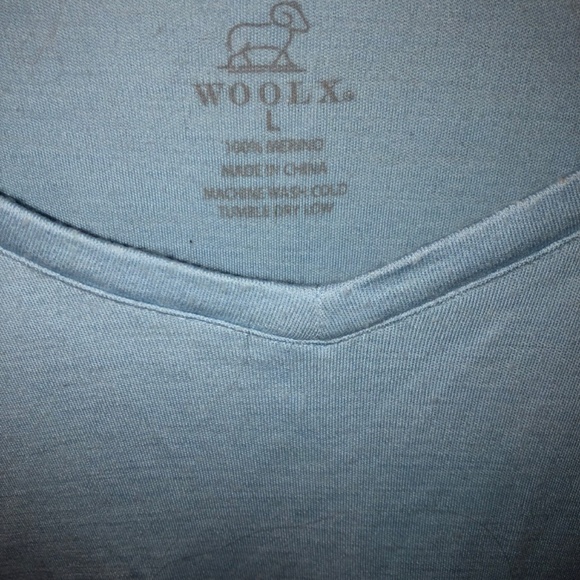 WOOLX®
L
100% MERINO
MADE IN CHINA
MACHINE WASH COLD
TUMBLE DRY LOW